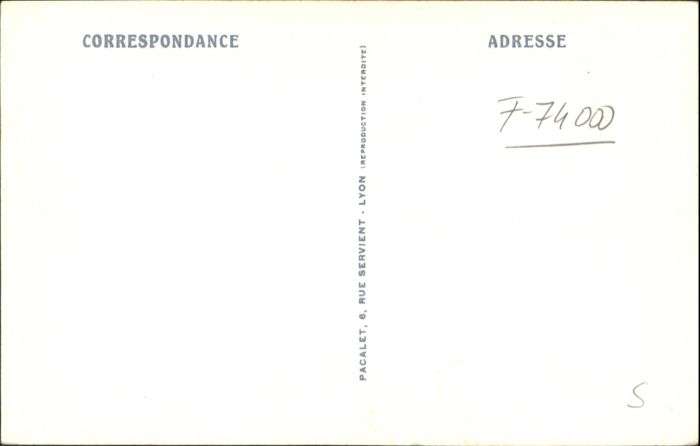 CORRESPONDANCE
PACALET, 6, RUE SERVIENT - LYON (REPRODUCTION INTERDITE)
ADRESSE
F-74000
S